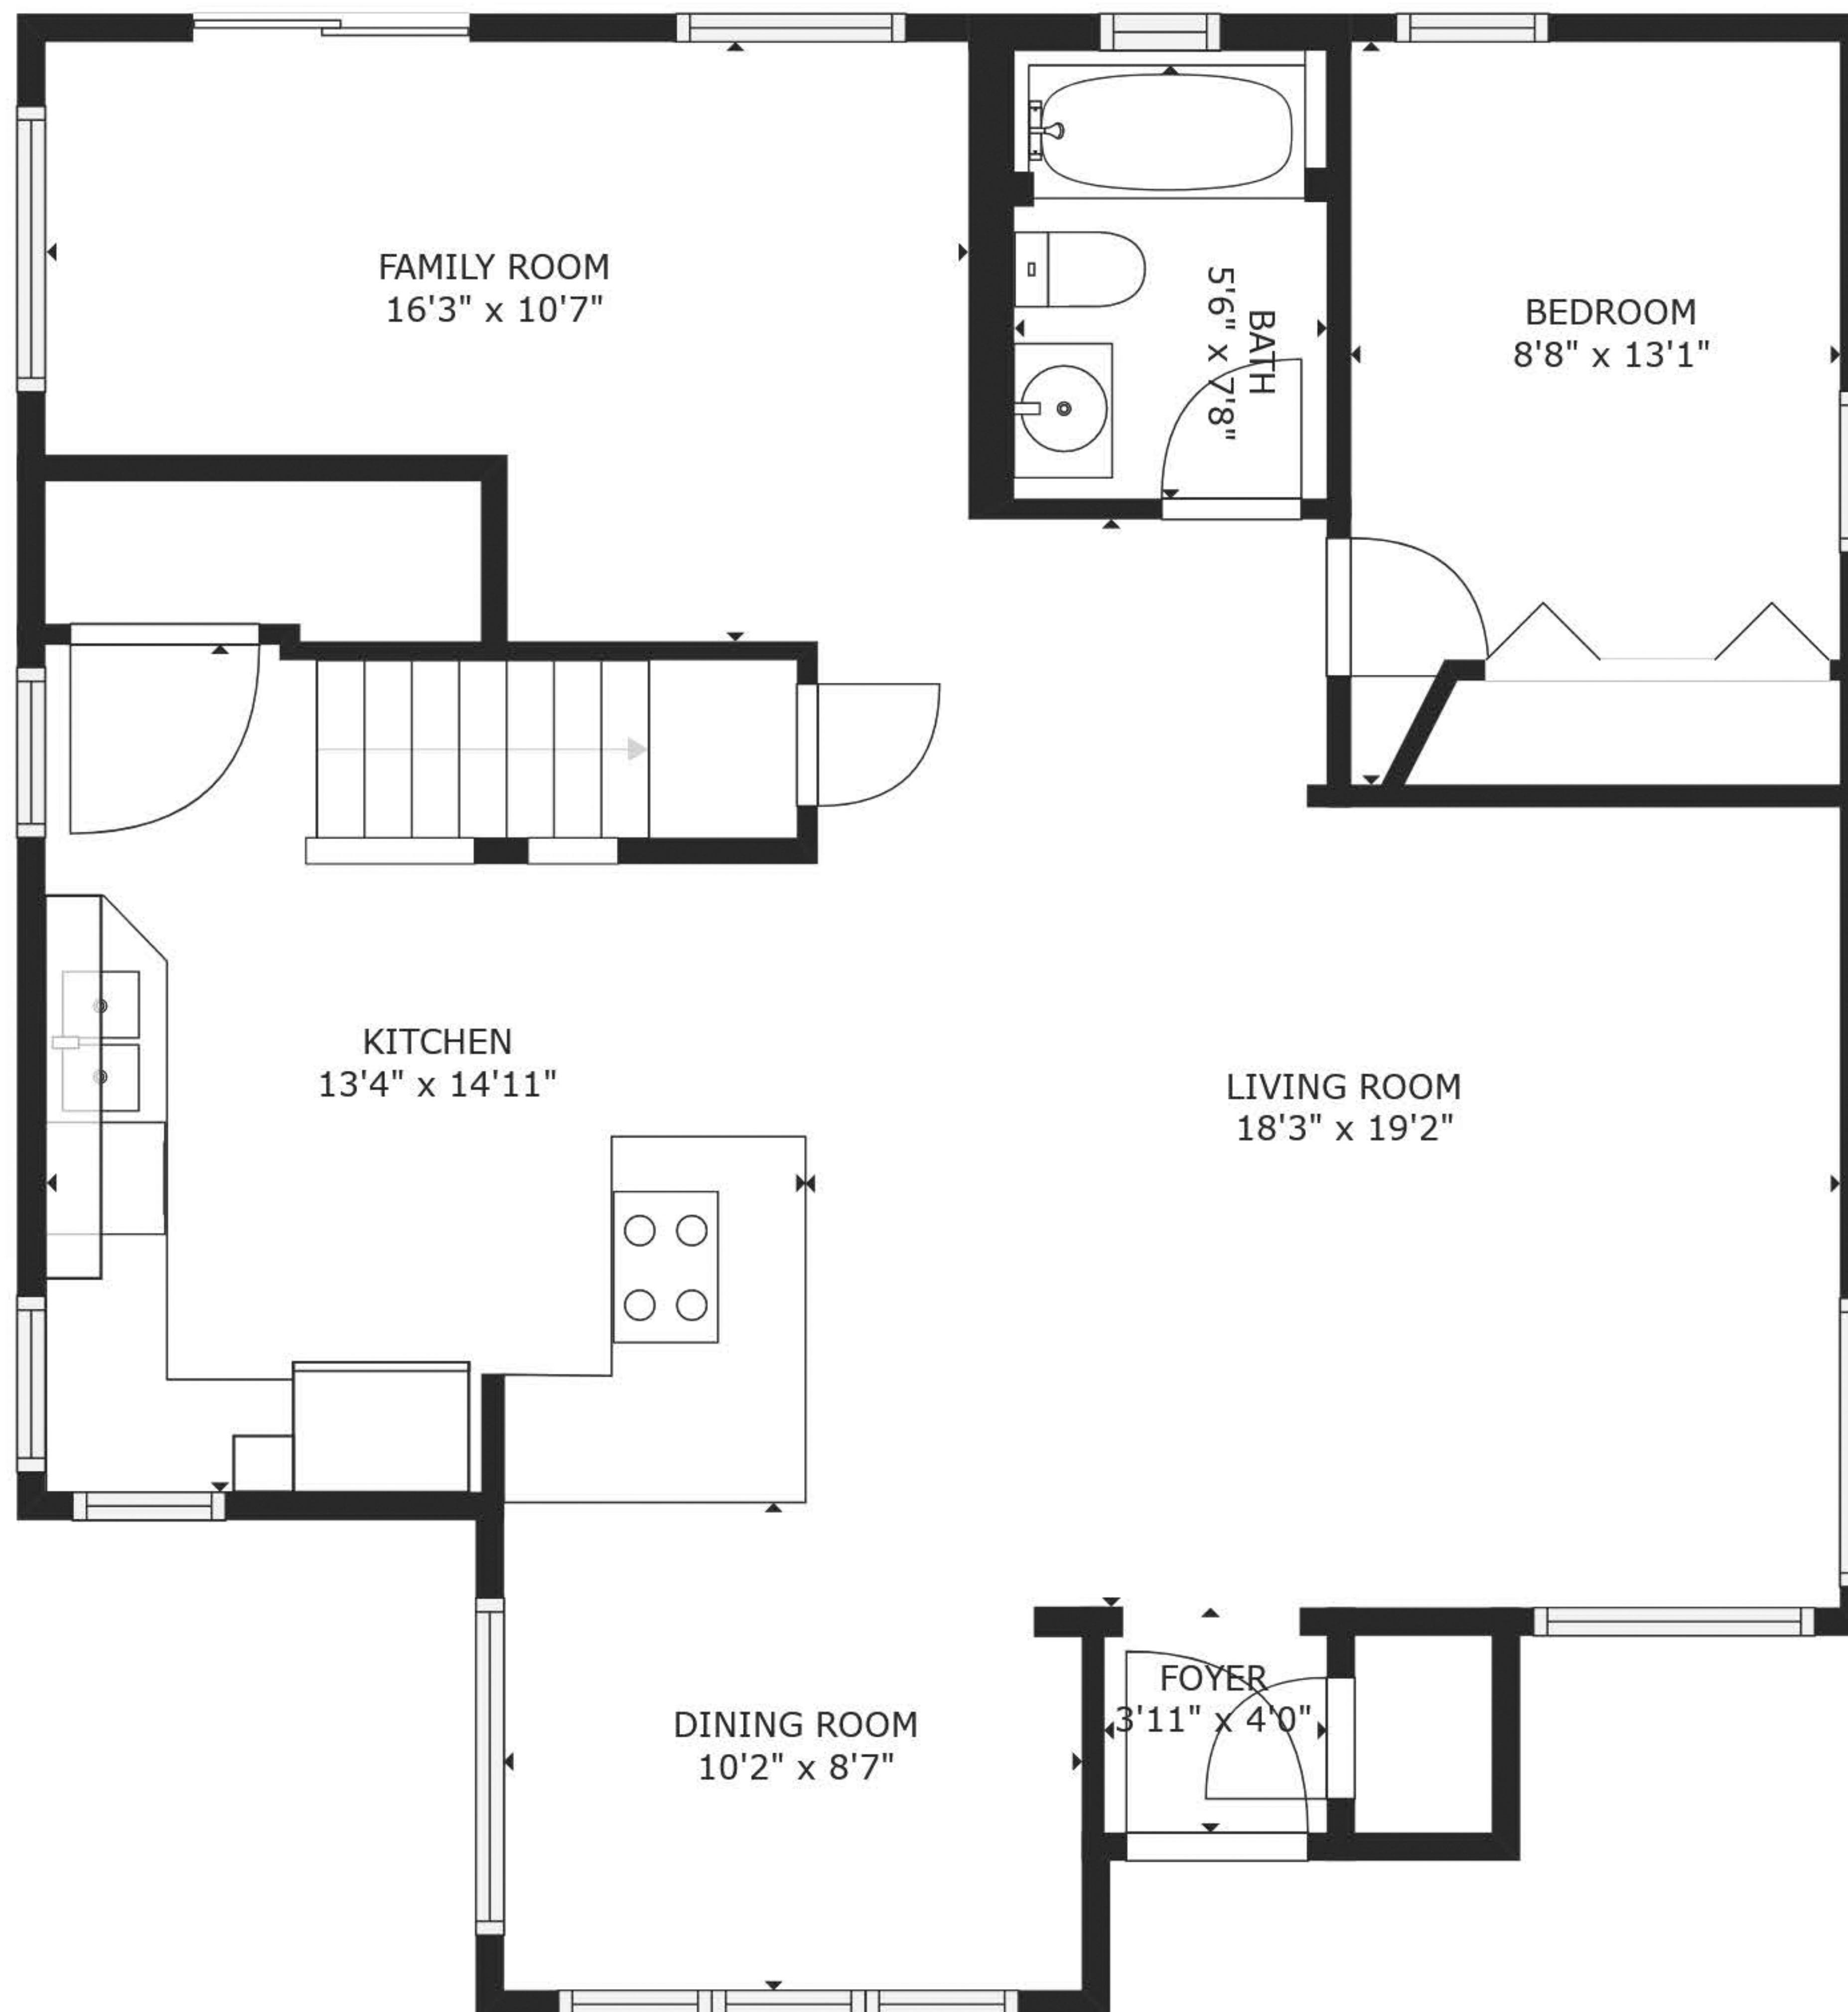 FAMILY ROOM
16'3" x 10'7"
BATH
5'6" x 7'8"
BEDROOM
8'8" x 13'1"
KITCHEN
13'4" x 14'11"
LIVING ROOM
18'3" x 19'2"
FOYER
3'11" x 4'0"
DINING ROOM
10'2" x 8'7"